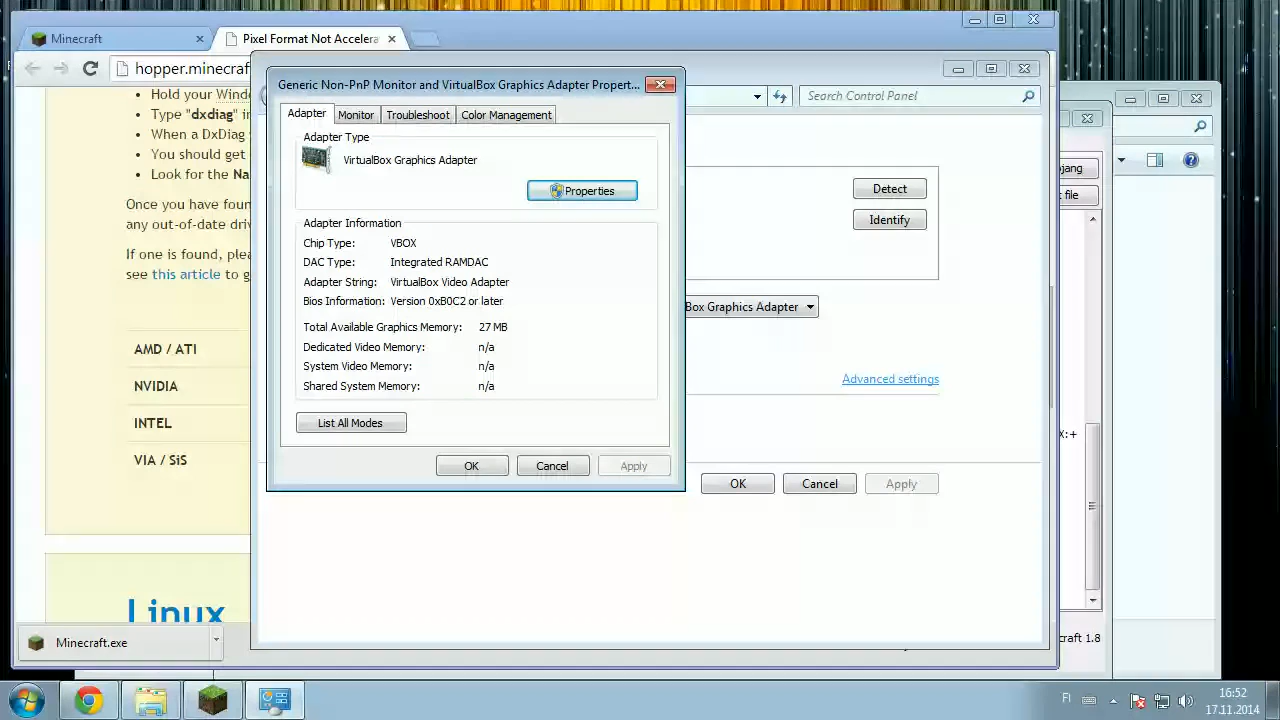 Minecraft
Pixel Format Not Accelera
hopper.minecraf
Hold your Windo
Type "dxdiag" i
When a DxDiag
You should get
Look for the Na
Once you have foun
any out-of-date driv
If one is found, plea
see this article to g
AMD / ATI
NVIDIA
INTEL
VIA / SiS
Linux
Minecraft.exe
Generic Non-PnP Monitor and VirtualBox Graphics Adapter Propert...
Adapter
Monitor
Troubleshoot
Color Management
Adapter Type
VirtualBox Graphics Adapter
Properties
Adapter Information
Chip Type: VBOX
DAC Type: Integrated RAMDAC
Adapter String: VirtualBox Video Adapter
Bios Information: Version 0xB0C2 or later
Total Available Graphics Memory: 27 MB
Dedicated Video Memory: n/a
System Video Memory: n/a
Shared System Memory: n/a
List All Modes
OK
Cancel
Apply
Search Control Panel
Detect
Identify
Box Graphics Adapter
Advanced settings
OK
Cancel
Apply
ojang
t file
X:+
craft 1.8
FI
16:52
17.11.2014